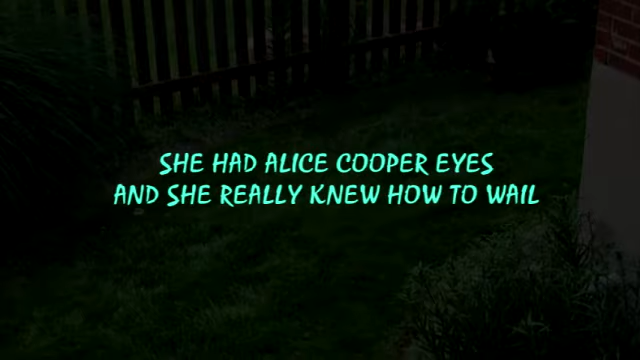 SHE HAD ALICE COOPER EYES
AND SHE REALLY KNEW HOW TO WAIL